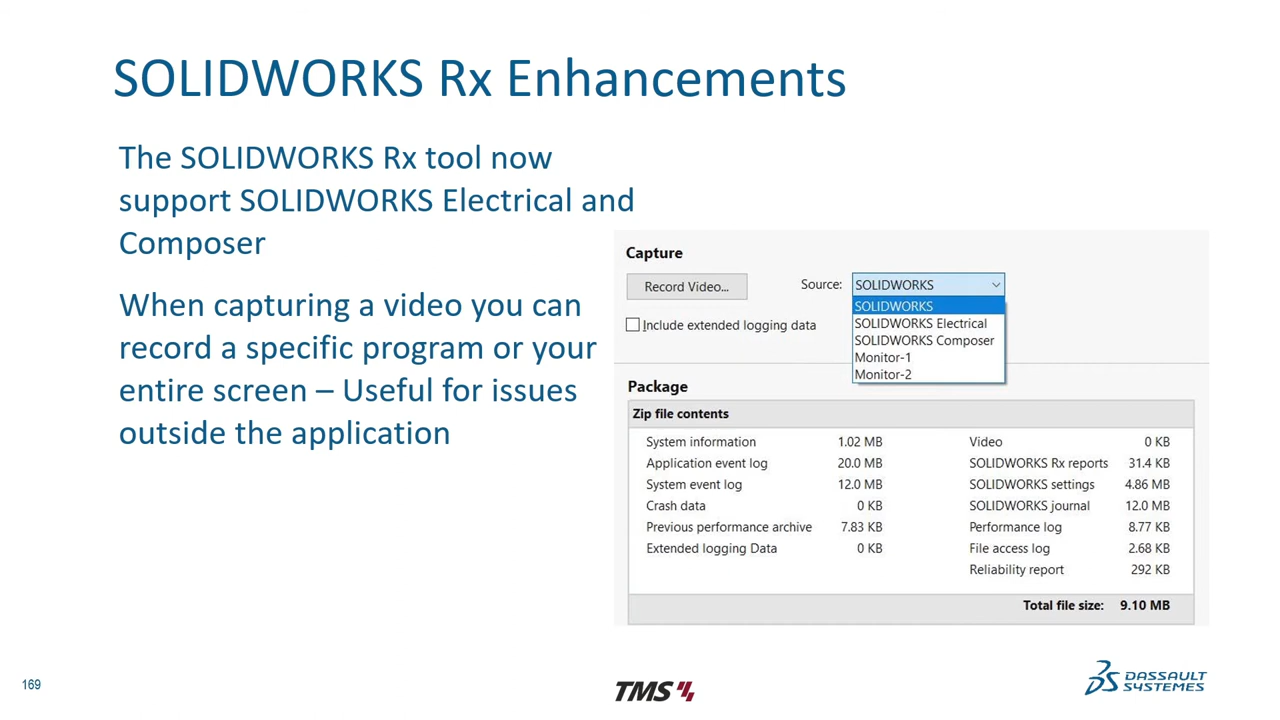 SOLIDWORKS Rx Enhancements
The SOLIDWORKS Rx tool now
support SOLIDWORKS Electrical and
Composer
When capturing a video you can
record a specific program or your
entire screen – Useful for issues
outside the application
Capture
Record Video... Source: SOLIDWORKS
SOLIDWORKS
Include extended logging data SOLIDWORKS Electrical
SOLIDWORKS Composer
Monitor-1
Monitor-2
Package
Zip file contents
System information 1.02 MB Video 0 KB
Application event log 20.0 MB SOLIDWORKS Rx reports 31.4 KB
System event log 12.0 MB SOLIDWORKS settings 4.86 MB
Crash data 0 KB SOLIDWORKS journal 12.0 MB
Previous performance archive 7.83 KB Performance log 8.77 KB
Extended logging Data 0 KB File access log 2.68 KB
Reliability report 292 KB
Total file size: 9.10 MB
169
TMS
DASSAULT
SYSTEMES